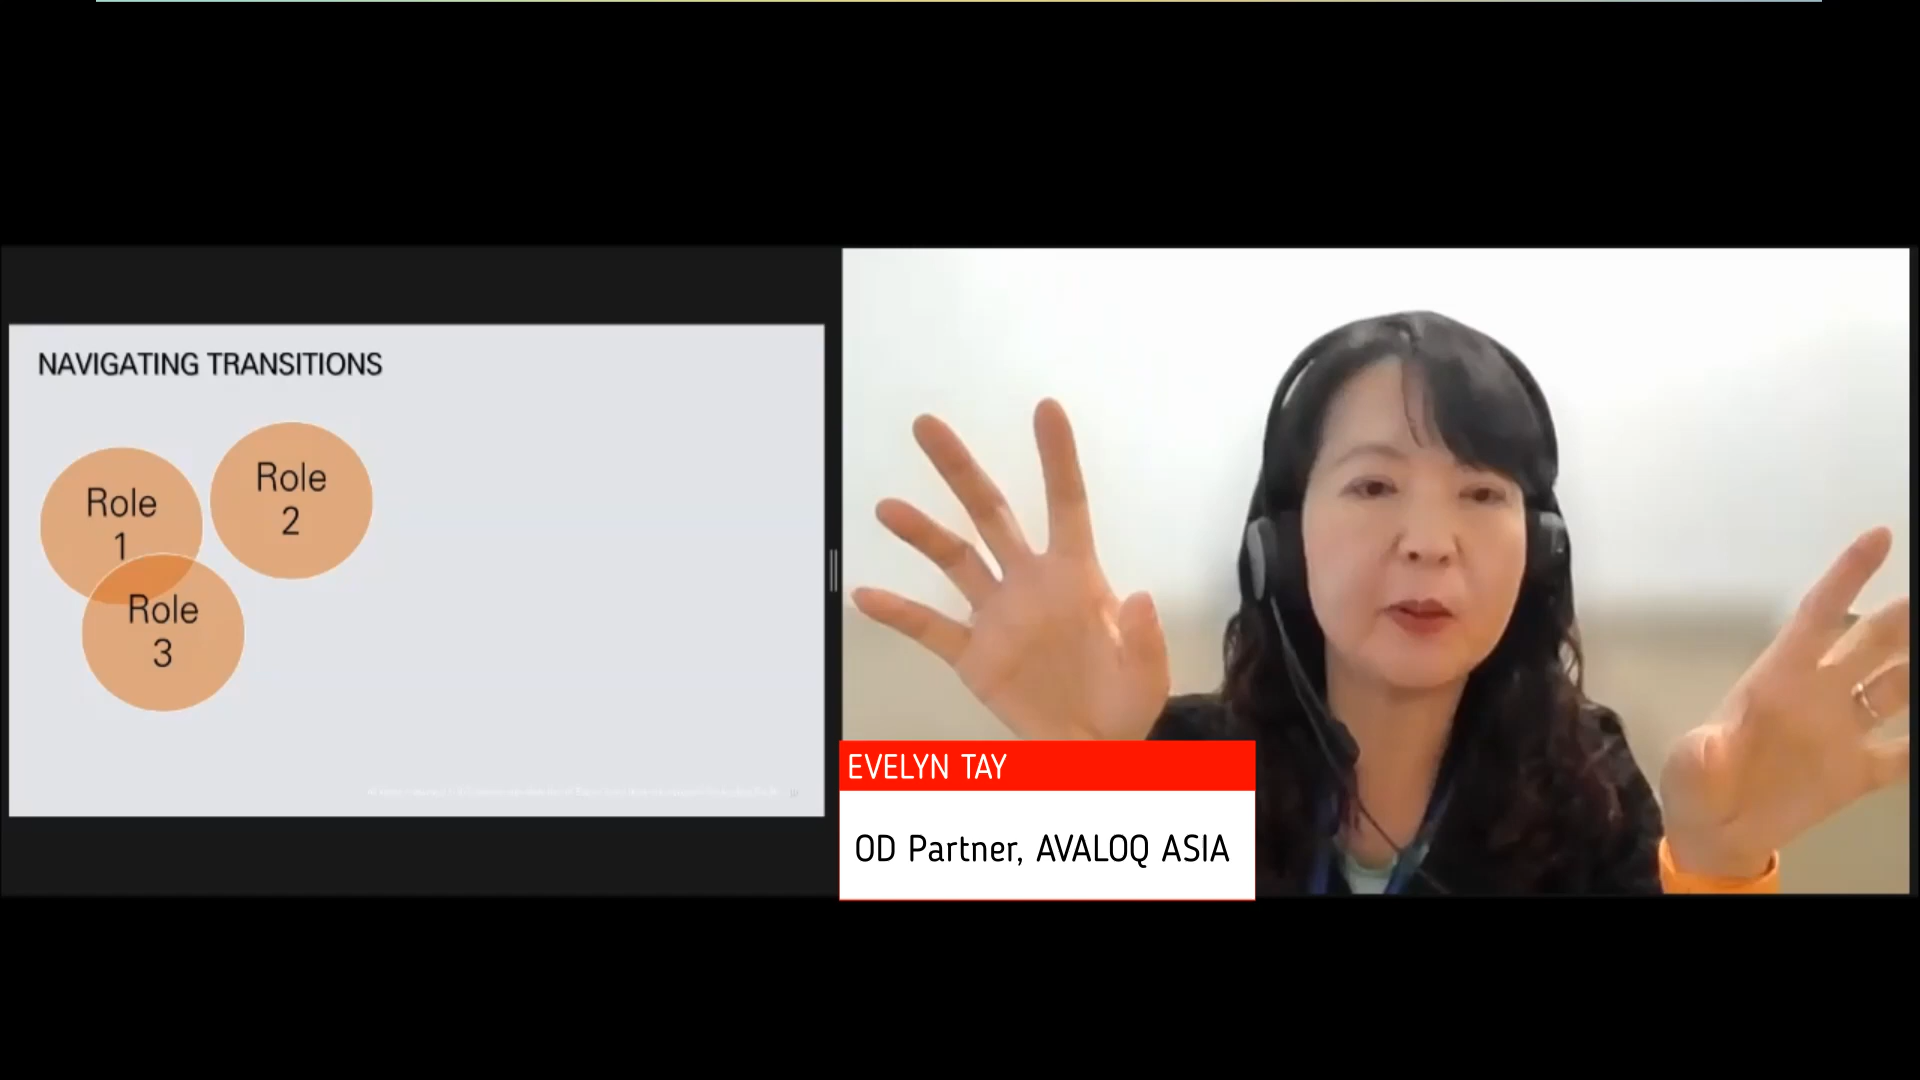 NAVIGATING TRANSITIONS
Role
1
Role
2
Role
3
EVELYN TAY
OD Partner, AVALOQ ASIA